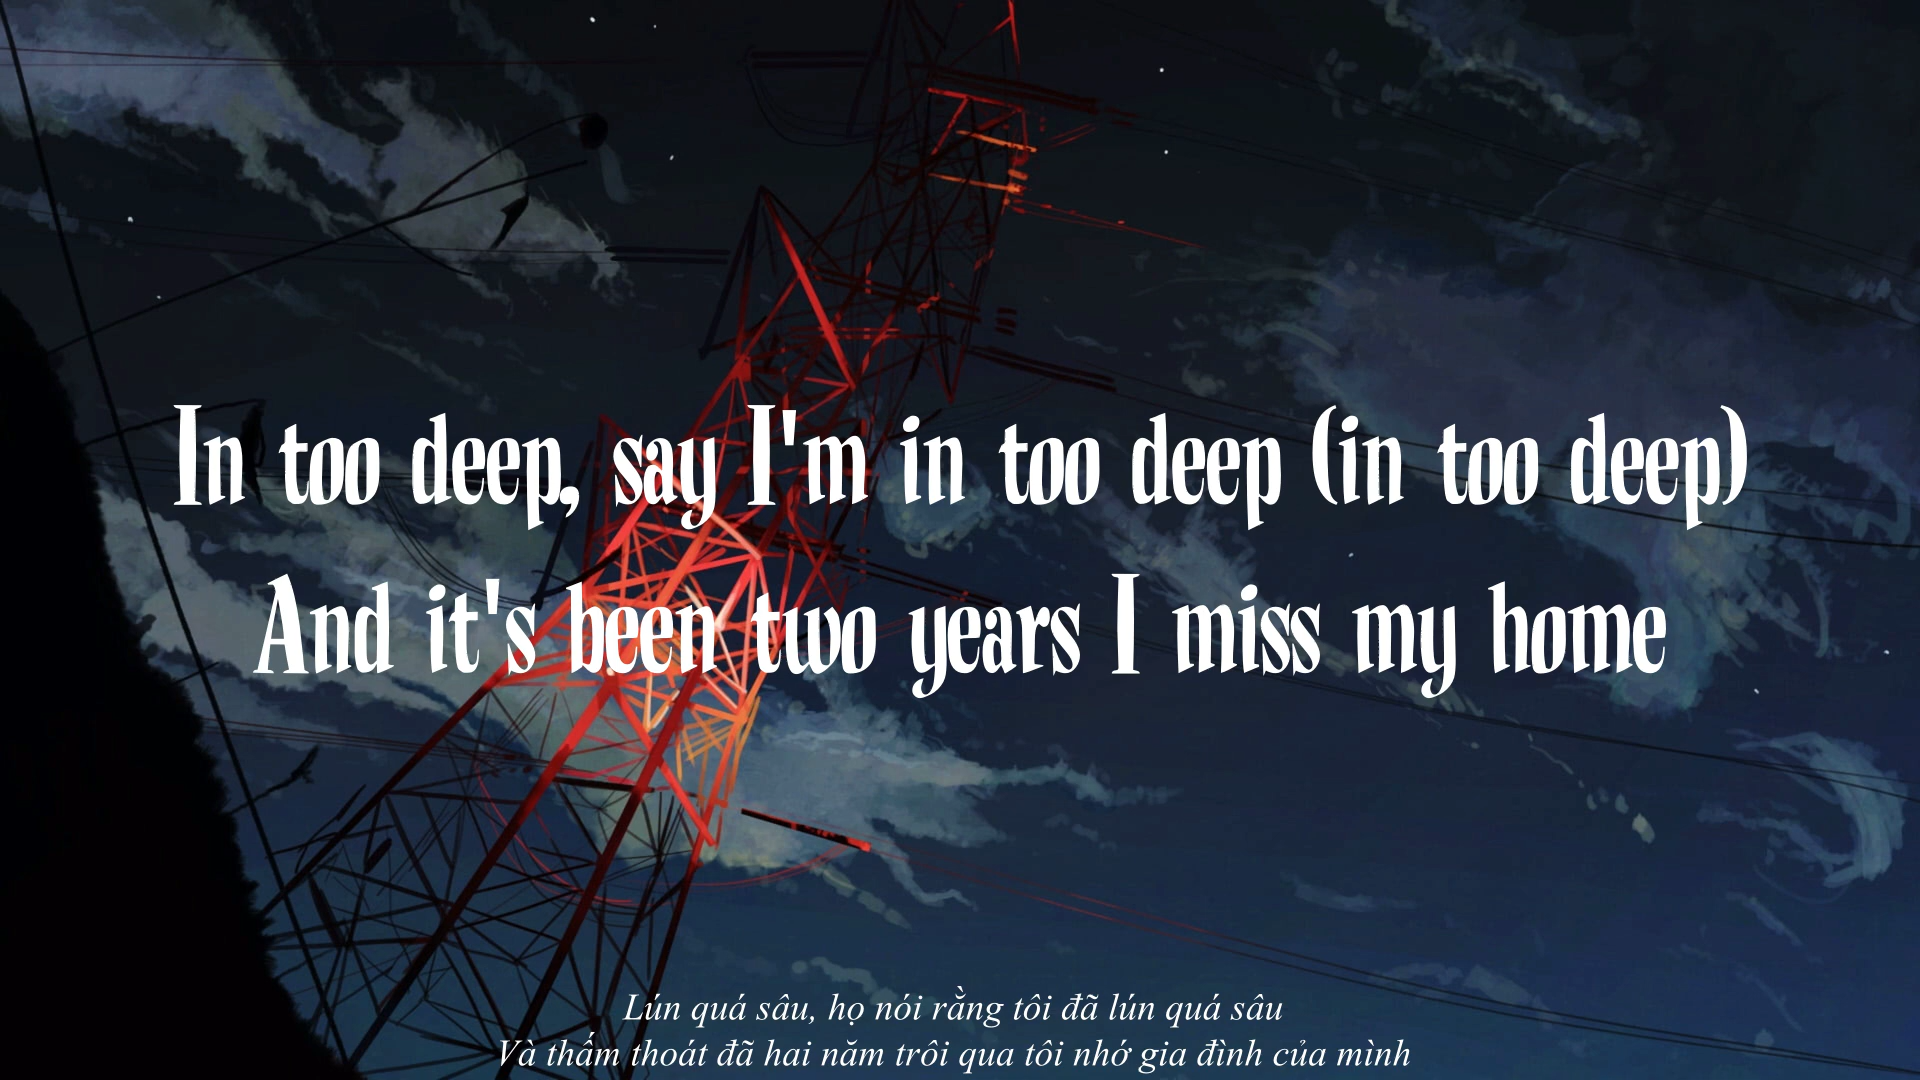 In too deep, say I'm in too deep (in too deep)
And it's been two years I miss my home
Lún quá sâu, họ nói rằng tôi đã lún quá sâu
Và thấm thoát đã hai năm trôi qua tôi nhớ gia đình của mình